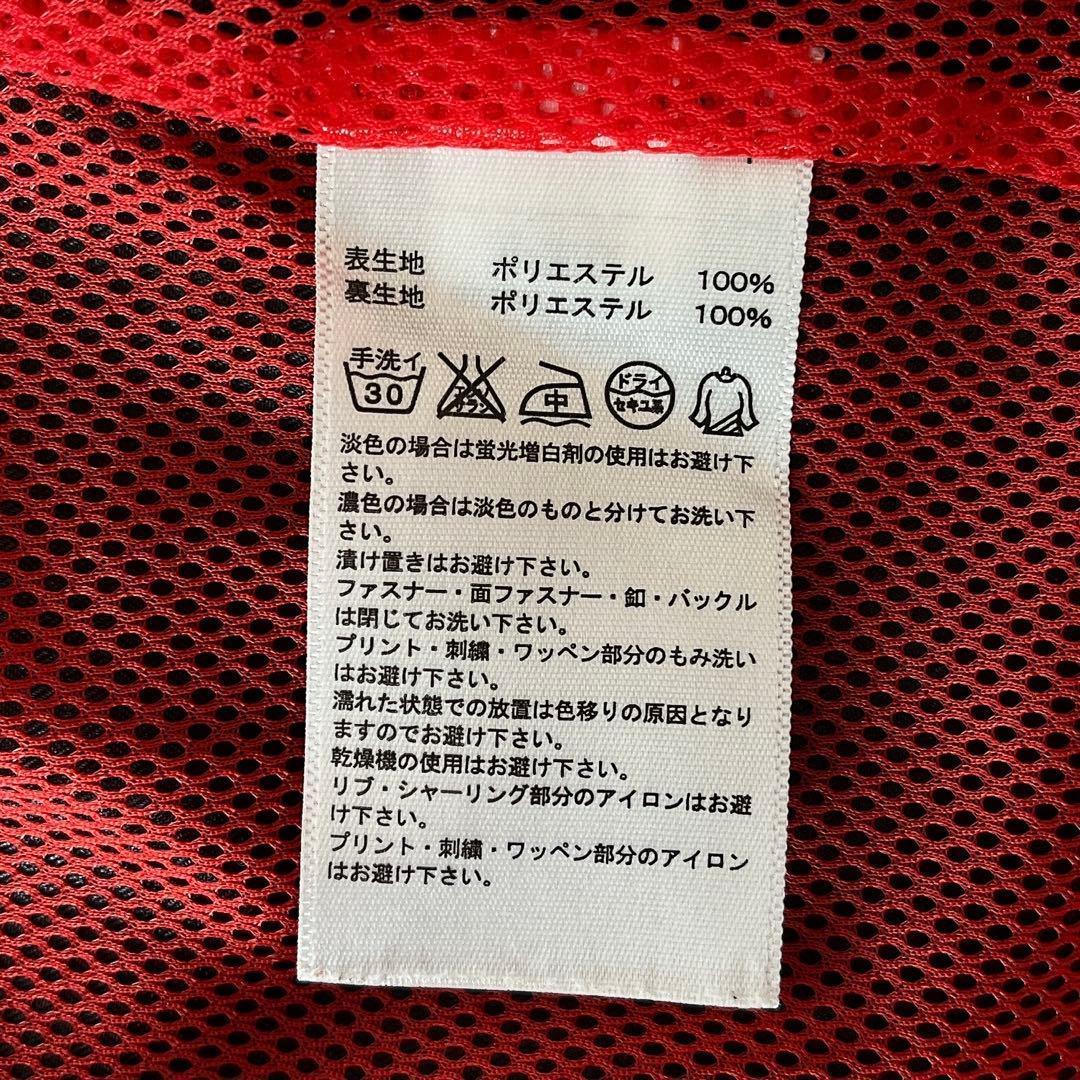 表生地 ポリエステル 100%
裏生地 ポリエステル 100%
手洗イ
30
中
ドライ
セキユ系
淡色の場合は蛍光増白剤の使用はお避け下
さい。
濃色の場合は淡色のものと分けてお洗い下
さい。
漬け置きはお避け下さい。
ファスナー・面ファスナー・釦・バックル
は閉じてお洗い下さい。
プリント・刺繍・ワッペン部分のもみ洗い
はお避け下さい。
濡れた状態での放置は色移りの原因となり
ますのでお避け下さい。
乾燥機の使用はお避け下さい。
リブ・シャーリング部分のアイロンはお避
け下さい。
プリント・刺繍・ワッペン部分のアイロン
はお避け下さい。